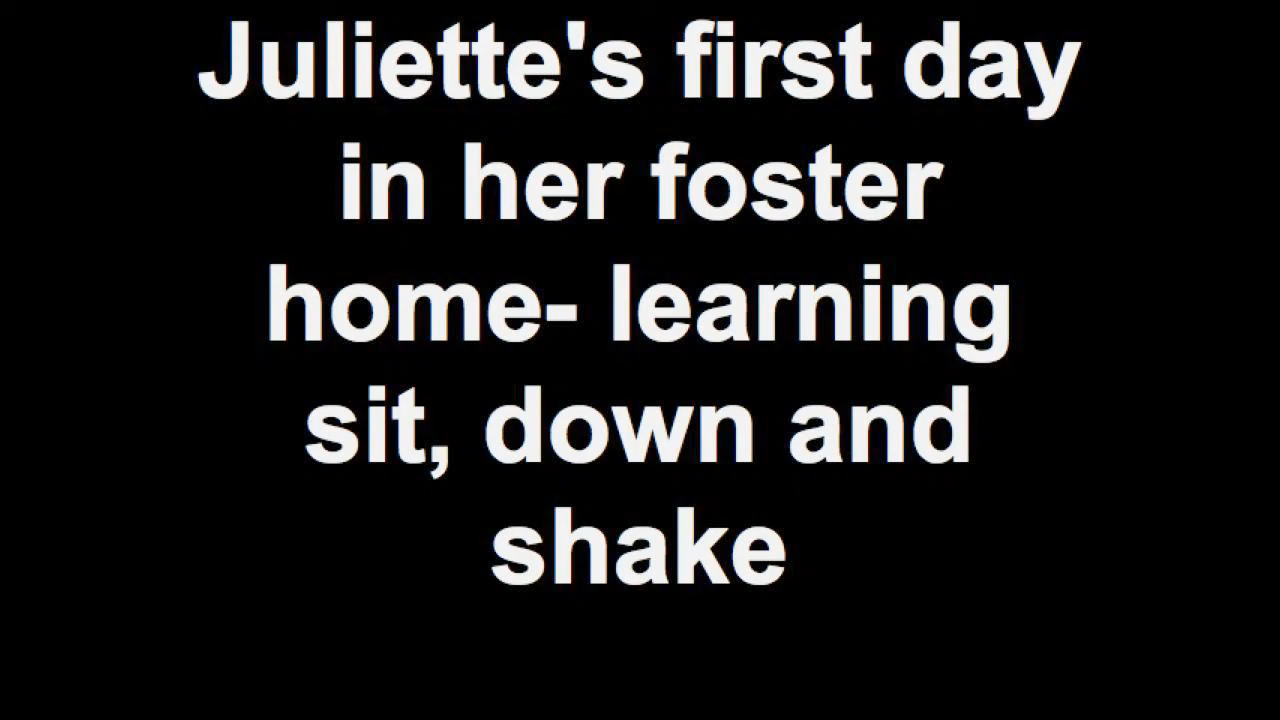 Juliette's first day
in her foster
home- learning
sit, down and
shake